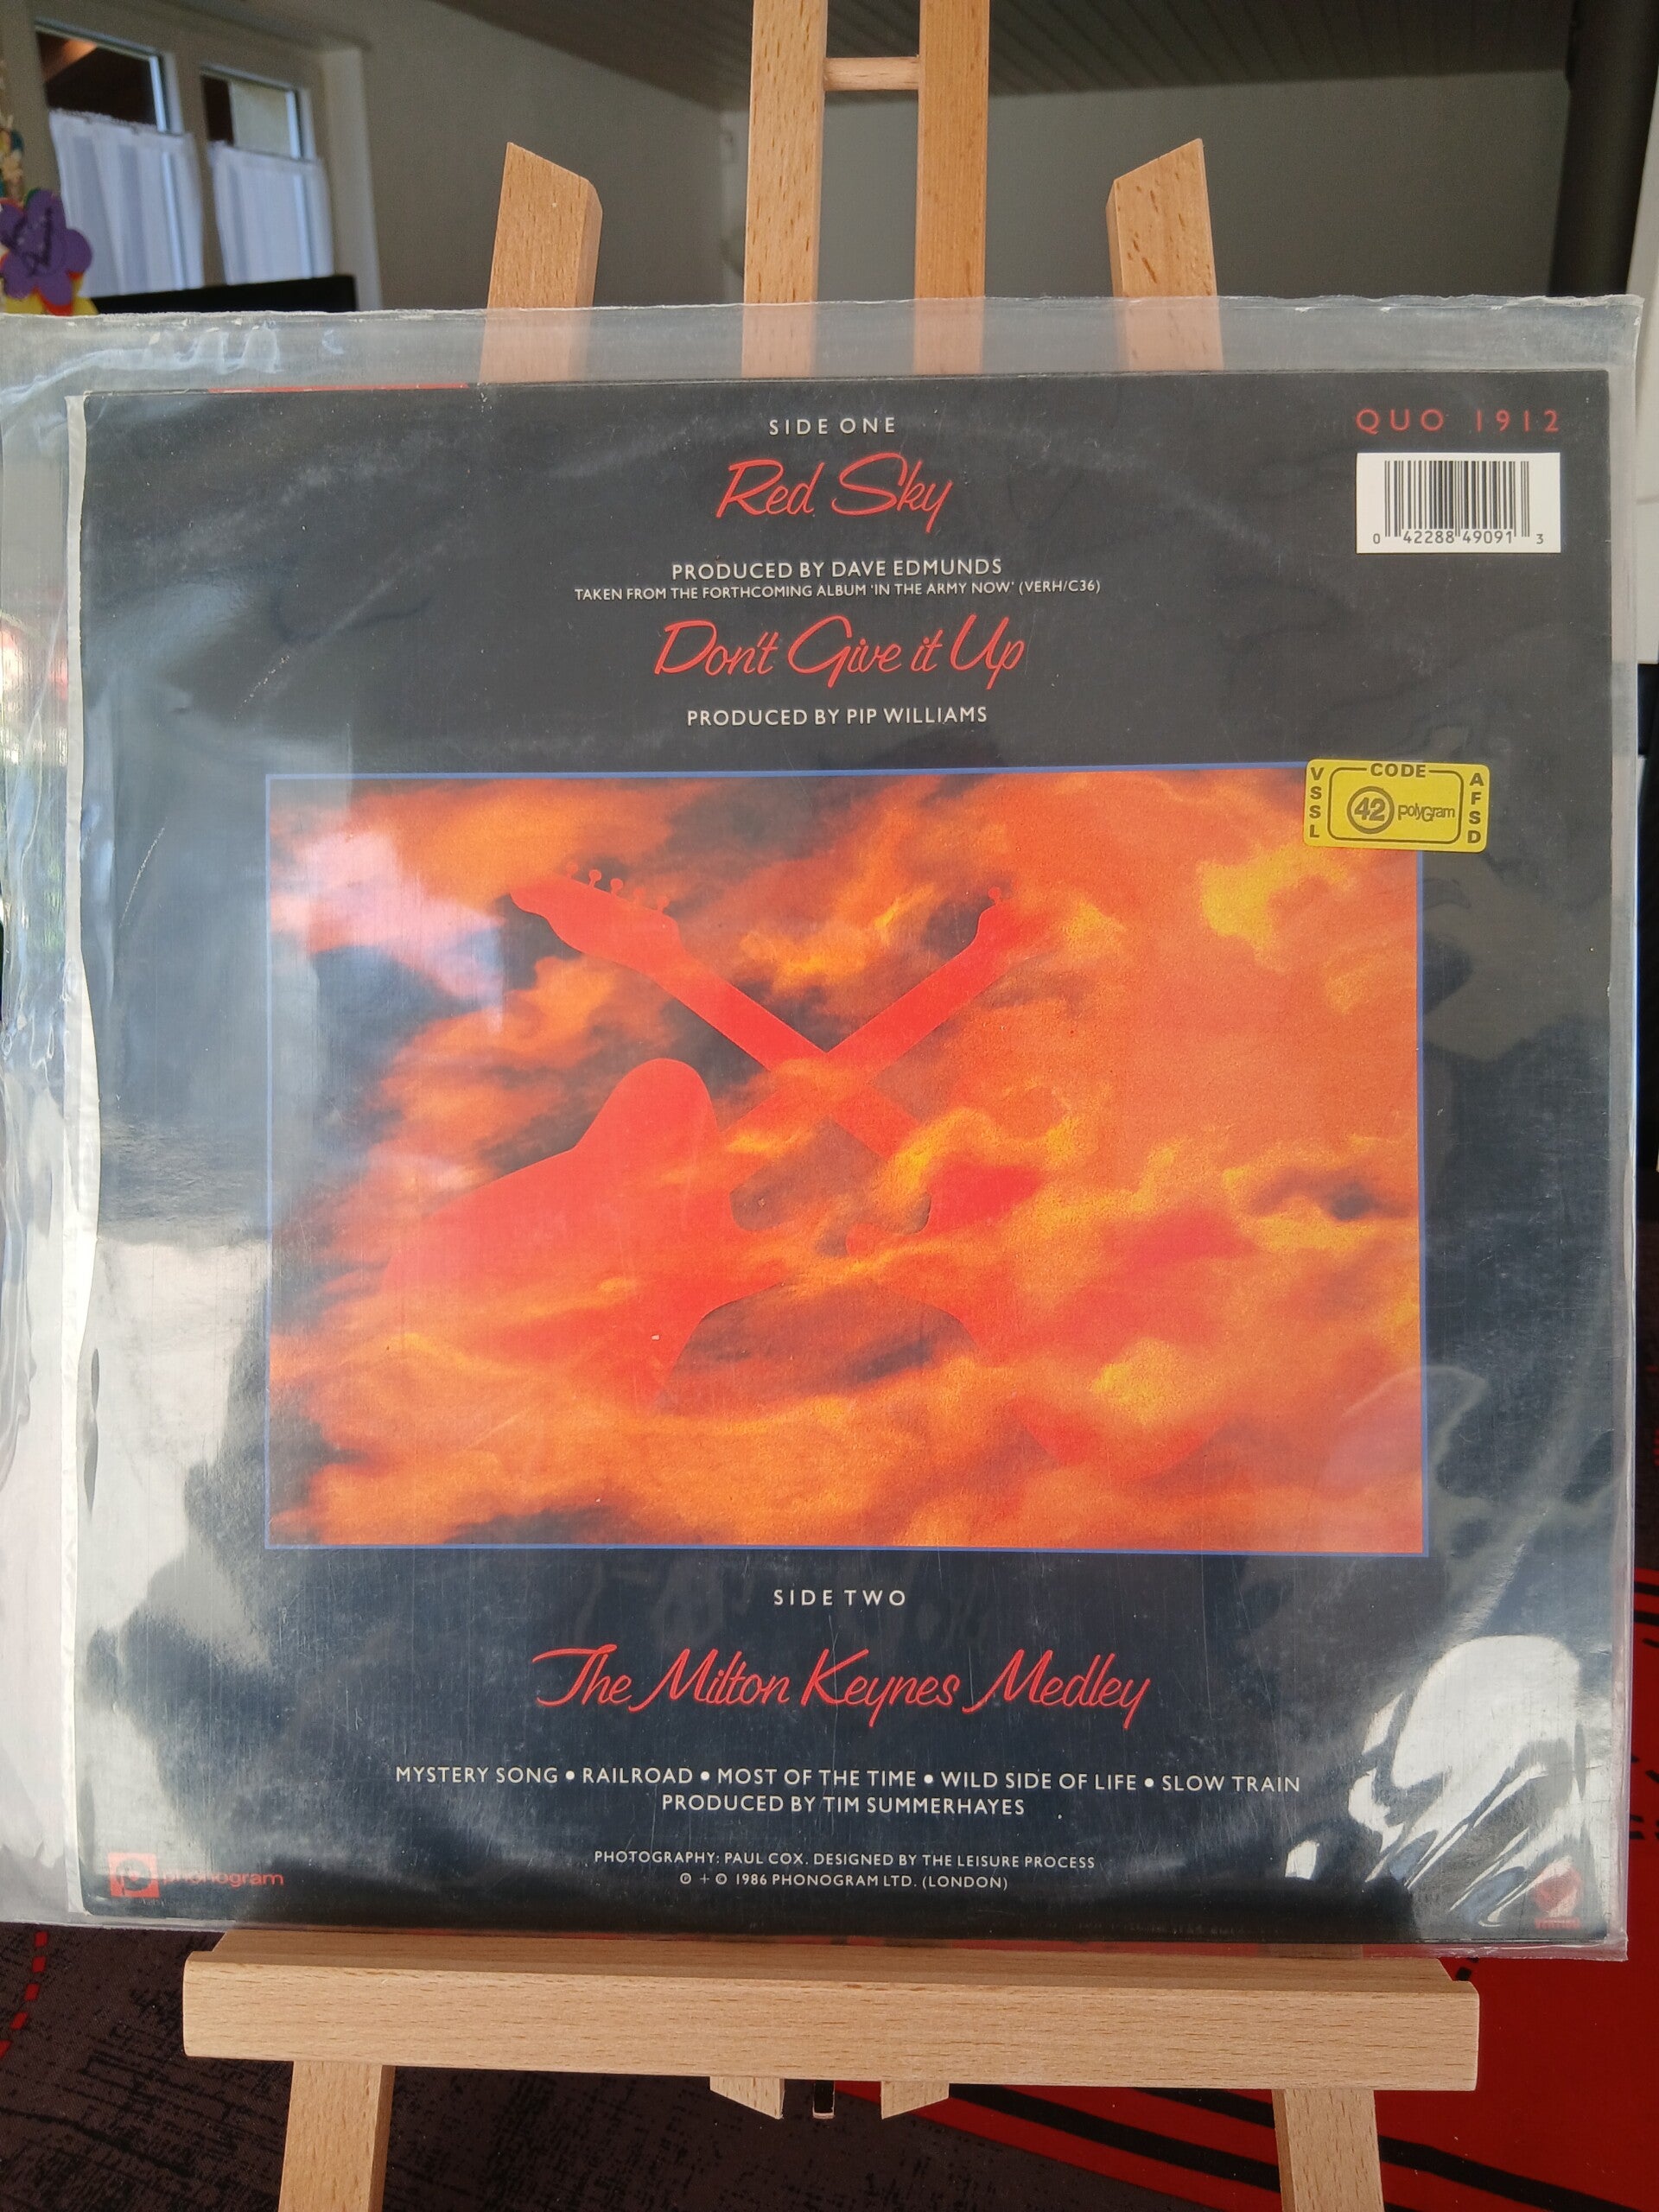 SIDE ONE
QUO 1912
Red Sky
0 42288 49091 3
PRODUCED BY DAVE EDMUNDS
TAKEN FROM THE FORTHCOMING ALBUM 'IN THE ARMY NOW' (VERH/C36)
Don't Give it Up
PRODUCED BY PIP WILLIAMS
CODE
VSSL
42 PolyGram
AFSD
SIDE TWO
The Milton Keynes Medley
MYSTERY SONG • RAILROAD • MOST OF THE TIME • WILD SIDE OF LIFE • SLOW TRAIN
PRODUCED BY TIM SUMMERHAYES
PHOTOGRAPHY: PAUL COX. DESIGNED BY THE LEISURE PROCESS
℗ + © 1986 PHONOGRAM LTD. (LONDON)
phonogram
VERTIGO